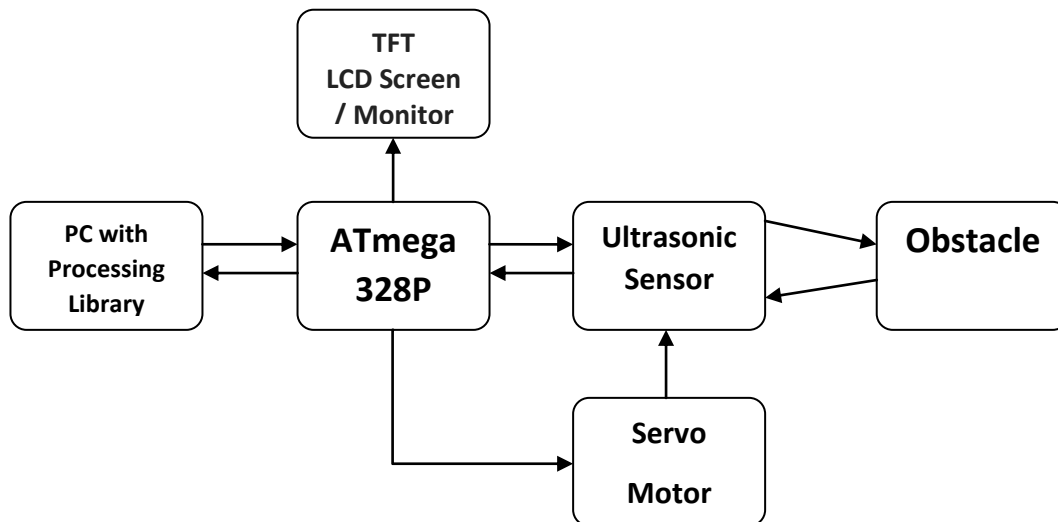 TFT
LCD Screen
/ Monitor
PC with
Processing
Library
ATmega
328P
Ultrasonic
Sensor
Obstacle
Servo
Motor